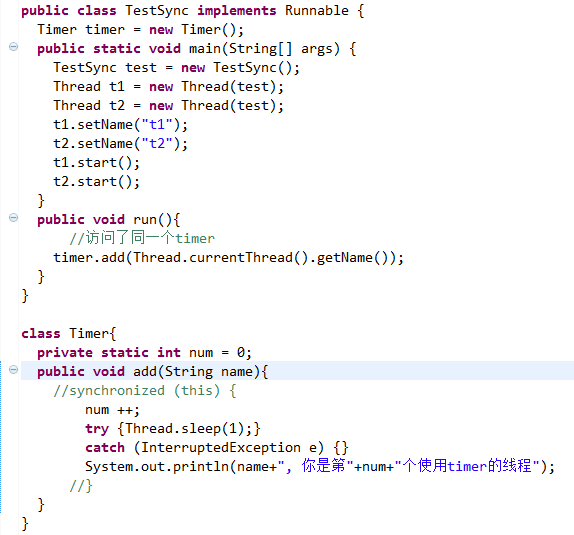 public class TestSync implements Runnable {
  Timer timer = new Timer();
  public static void main(String[] args) {
    TestSync test = new TestSync();
    Thread t1 = new Thread(test);
    Thread t2 = new Thread(test);
    t1.setName("t1");
    t2.setName("t2");
    t1.start();
    t2.start();
  }
  public void run(){
      //访问了同一个timer
    timer.add(Thread.currentThread().getName());
  }
}

class Timer{
  private static int num = 0;
  public void add(String name){
    //synchronized (this) {
        num ++;
        try {Thread.sleep(1);}
        catch (InterruptedException e) {}
        System.out.println(name+", 你是第"+num+"个使用timer的线程");
      //}
  }
}